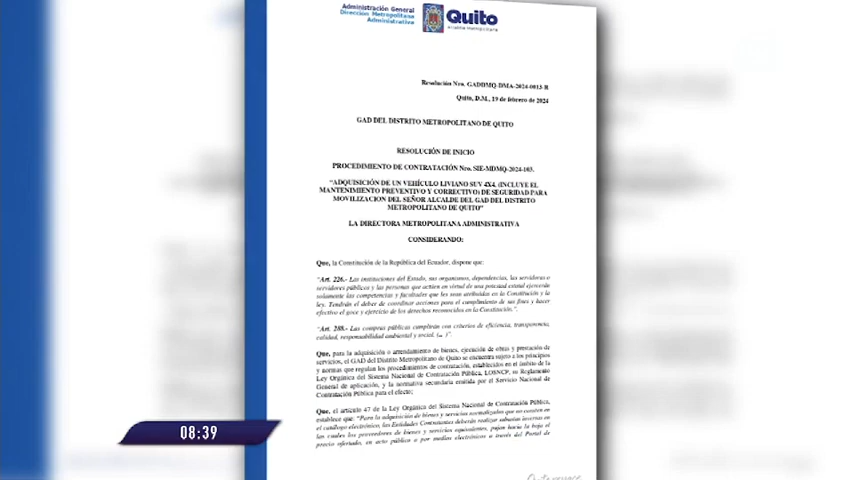 Administración General
Dirección Metropolitana
Administrativa
Quito
Alcaldía Metropolitana
Resolución Nro. GADDMQ-DMA-2024-0013-R
Quito, D.M., 19 de febrero de 2024
GAD DEL DISTRITO METROPOLITANO DE QUITO
RESOLUCIÓN DE INICIO
PROCEDIMIENTO DE CONTRATACIÓN Nro. SIE-MDMQ-2024-103.
"ADQUISICIÓN DE UN VEHÍCULO LIVIANO SUV 4X4, (INCLUYE EL
MANTENIMIENTO PREVENTIVO Y CORRECTIVO) DE SEGURIDAD PARA
MOVILIZACION DEL SEÑOR ALCALDE DEL GAD DEL DISTRITO
METROPOLITANO DE QUITO"
LA DIRECTORA METROPOLITANA ADMINISTRATIVA
CONSIDERANDO:
Que, la Constitución de la República del Ecuador, dispone que:
"Art. 226.- Las instituciones del Estado, sus organismos, dependencias, las servidoras o
servidores públicos y las personas que actúen en virtud de una potestad estatal ejercerán
solamente las competencias y facultades que les sean atribuidas en la Constitución y la
ley. Tendrán el deber de coordinar acciones para el cumplimiento de sus fines y hacer
efectivo el goce y ejercicio de los derechos reconocidos en la Constitución.".
"Art. 288.- Las compras públicas cumplirán con criterios de eficiencia, transparencia,
calidad, responsabilidad ambiental y social. (...)".
Que, para la adquisición o arrendamiento de bienes, ejecución de obras y prestación de
servicios, el GAD del Distrito Metropolitano de Quito se encuentra sujeto a los principios
y normas que regulan los procedimientos de contratación, establecidos en el ámbito de la
Ley Orgánica del Sistema Nacional de Contratación Pública, LOSNCP, su Reglamento
General de aplicación, y la normativa secundaria emitida por el Servicio Nacional de
Contratación Pública para el efecto;
Que, el artículo 47 de la Ley Orgánica del Sistema Nacional de Contratación Pública,
establece que: "Para la adquisición de bienes y servicios normalizados que no consten en
el catálogo electrónico, las Entidades Contratantes deberán realizar subastas inversas en
las cuales los proveedores de bienes y servicios equivalentes, pujan hacia la baja el
precio ofertado, en acto público o por medios electrónicos a través del Portal de
08:39